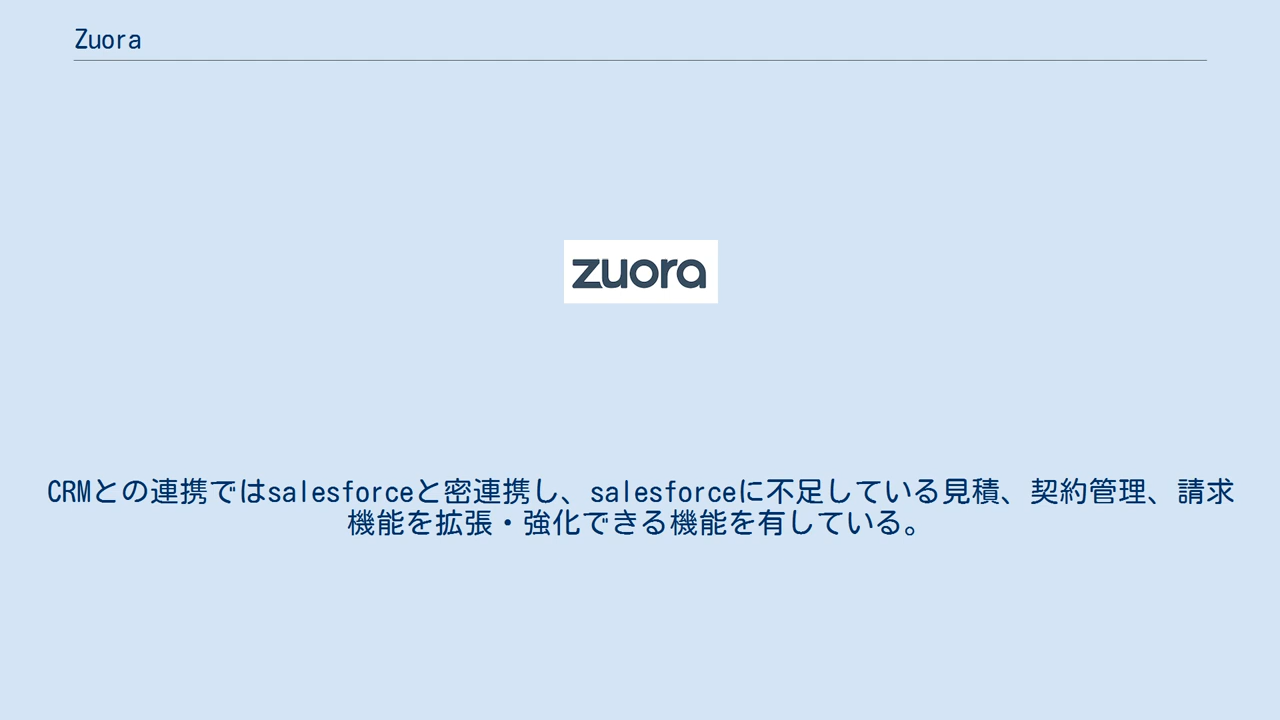 Zuora
zuora
CRMとの連携ではsalesforceと密連携し、salesforceに不足している見積、契約管理、請求
機能を拡張・強化できる機能を有している。